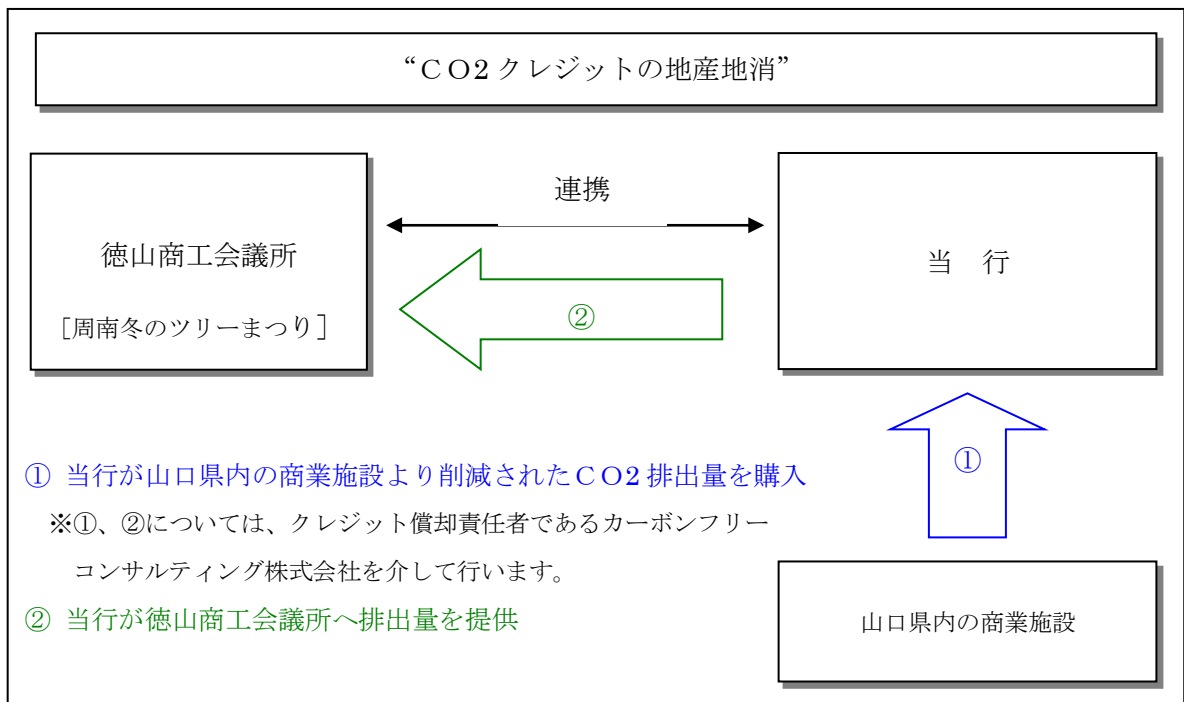 “CO2クレジットの地産地消”
徳山商工会議所
［周南冬のツリーまつり］
連携
②
当 行
①
① 当行が山口県内の商業施設より削減されたCO2排出量を購入
※①、②については、クレジット償却責任者であるカーボンフリー
コンサルティング株式会社を介して行います。
② 当行が徳山商工会議所へ排出量を提供
山口県内の商業施設